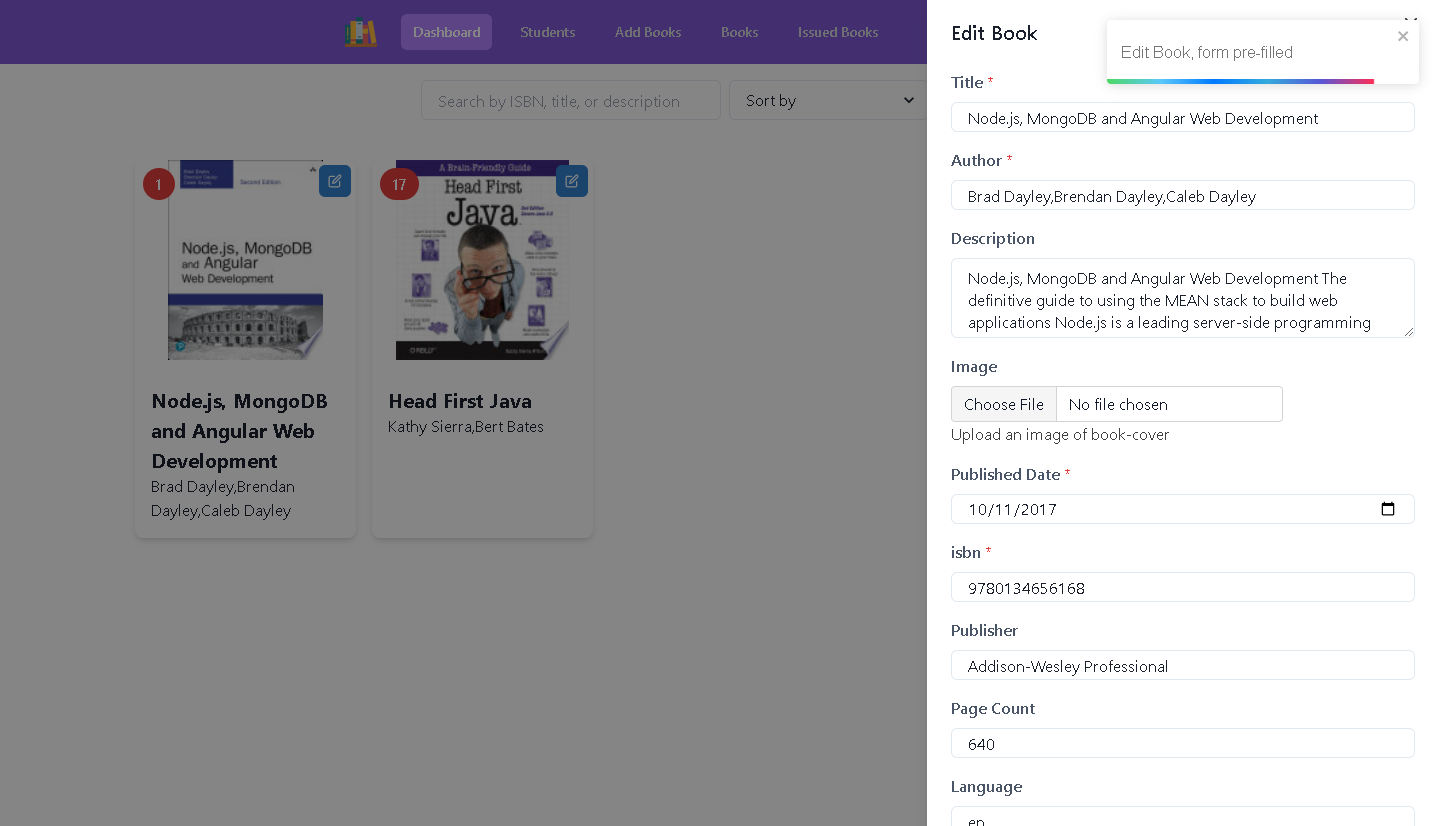 Dashboard
Students
Add Books
Books
Issued Books
Search by ISBN, title, or description
Sort by
1
Second Edition
Node.js, MongoDB
and Angular
Web Development
Node.js, MongoDB
and Angular Web
Development
Brad Dayley,Brendan
Dayley,Caleb Dayley
17
A Brain-Friendly Guide
Head First
Java
O'REILLY
Head First Java
Kathy Sierra,Bert Bates
Edit Book
Edit Book, form pre-filled
Title *
Node.js, MongoDB and Angular Web Development
Author *
Brad Dayley,Brendan Dayley,Caleb Dayley
Description
Node.js, MongoDB and Angular Web Development The
definitive guide to using the MEAN stack to build web
applications Node.js is a leading server-side programming
Image
Choose File No file chosen
Upload an image of book-cover
Published Date *
10/11/2017
isbn *
9780134656168
Publisher
Addison-Wesley Professional
Page Count
640
Language
en